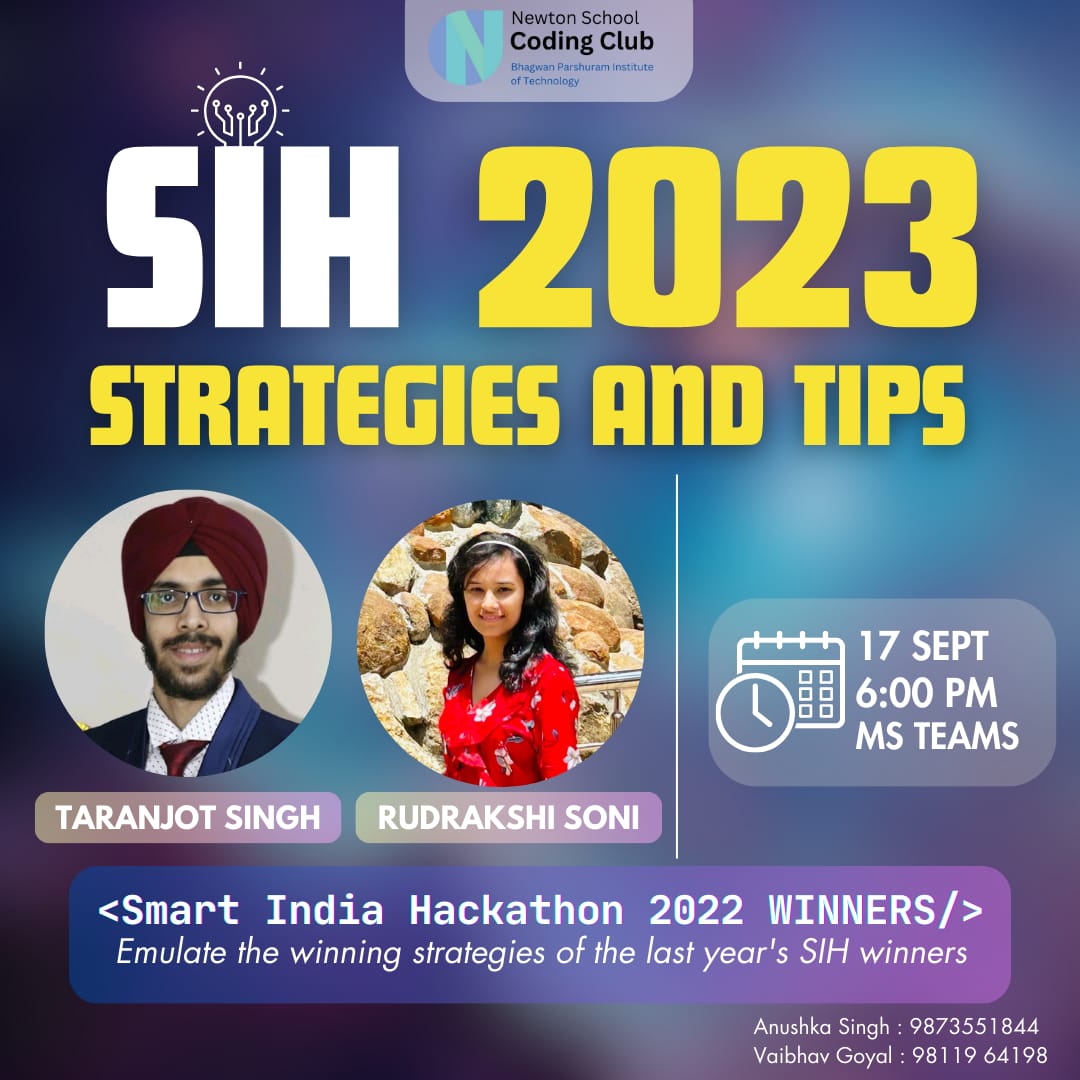 Newton School
Coding Club
Bhagwan Parshuram Institute
of Technology
SIH 2023
STRATEGIES AND TIPS
17 SEPT
6:00 PM
MS TEAMS
TARANJOT SINGH
RUDRAKSHI SONI
<Smart India Hackathon 2022 WINNERS/>
Emulate the winning strategies of the last year's SIH winners
Anushka Singh : 9873551844
Vaibhav Goyal : 98119 64198